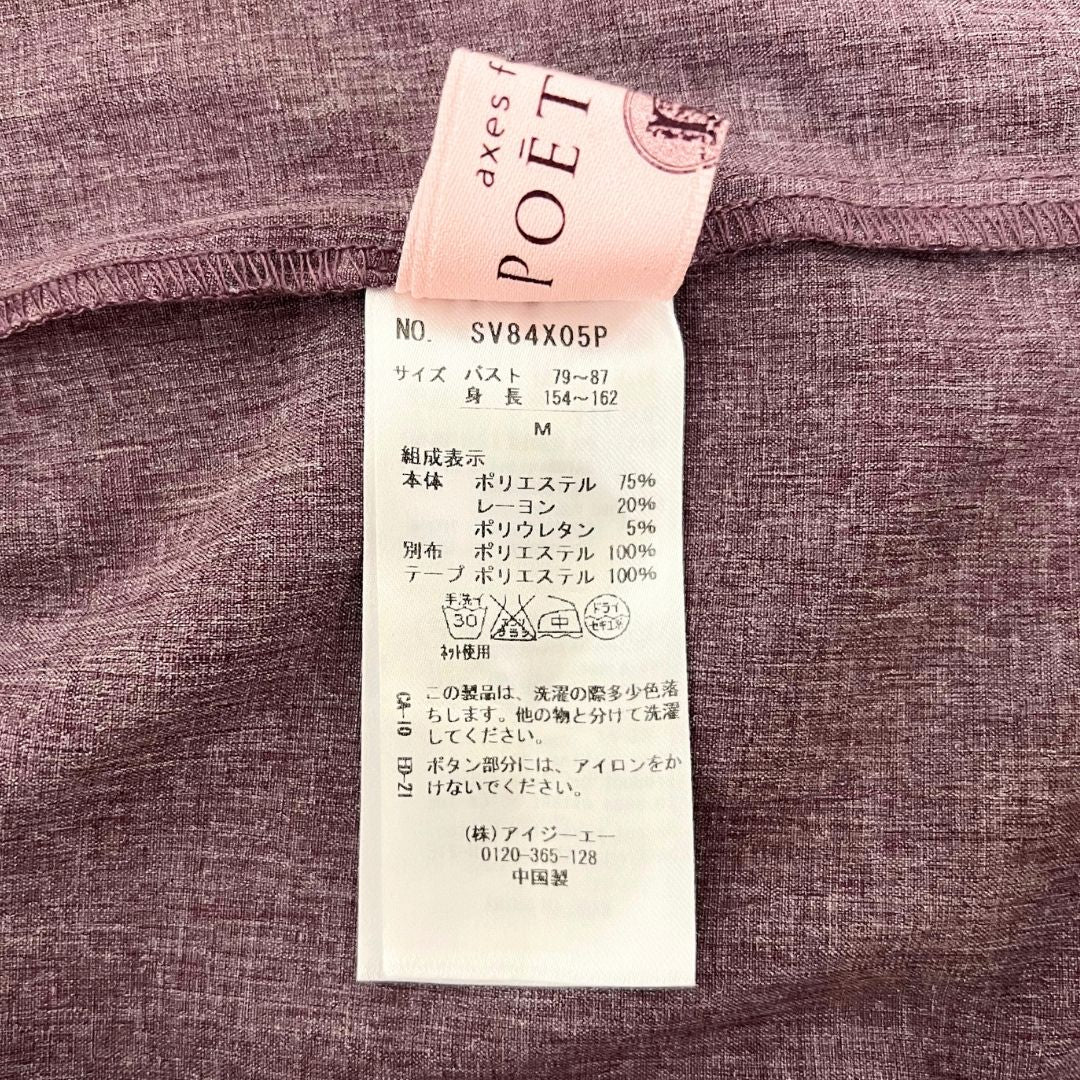 axes f
POĒT
NO. SV84X05P
サイズ バスト 79～87
身長 154～162
M
組成表示
本体 ポリエステル 75%
レーヨン 20%
ポリウレタン 5%
別布 ポリエステル 100%
テープ ポリエステル 100%
手洗イ 30 エンソ サラシ 中 ドライ セキユ系
ネット使用
CA-10 この製品は、洗濯の際多少色落
ちします。他の物と分けて洗濯
してください。
ED-21 ボタン部分には、アイロンをか
けないでください。
(株)アイジーエー
0120-365-128
中国製